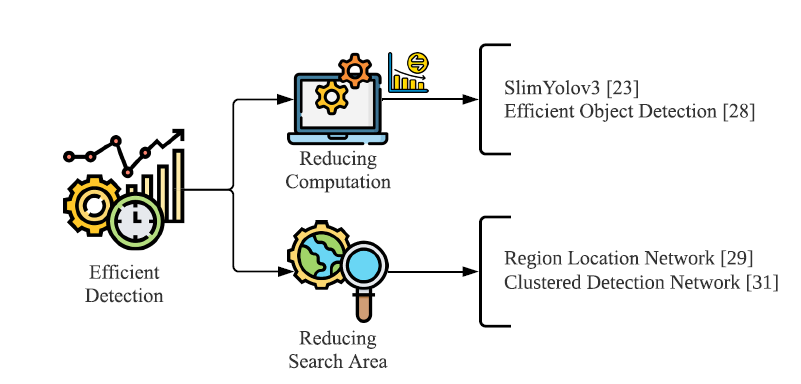 Efficient
Detection
Reducing
Computation
SlimYolov3 [23]
Efficient Object Detection [28]
Reducing
Search Area
Region Location Network [29]
Clustered Detection Network [31]